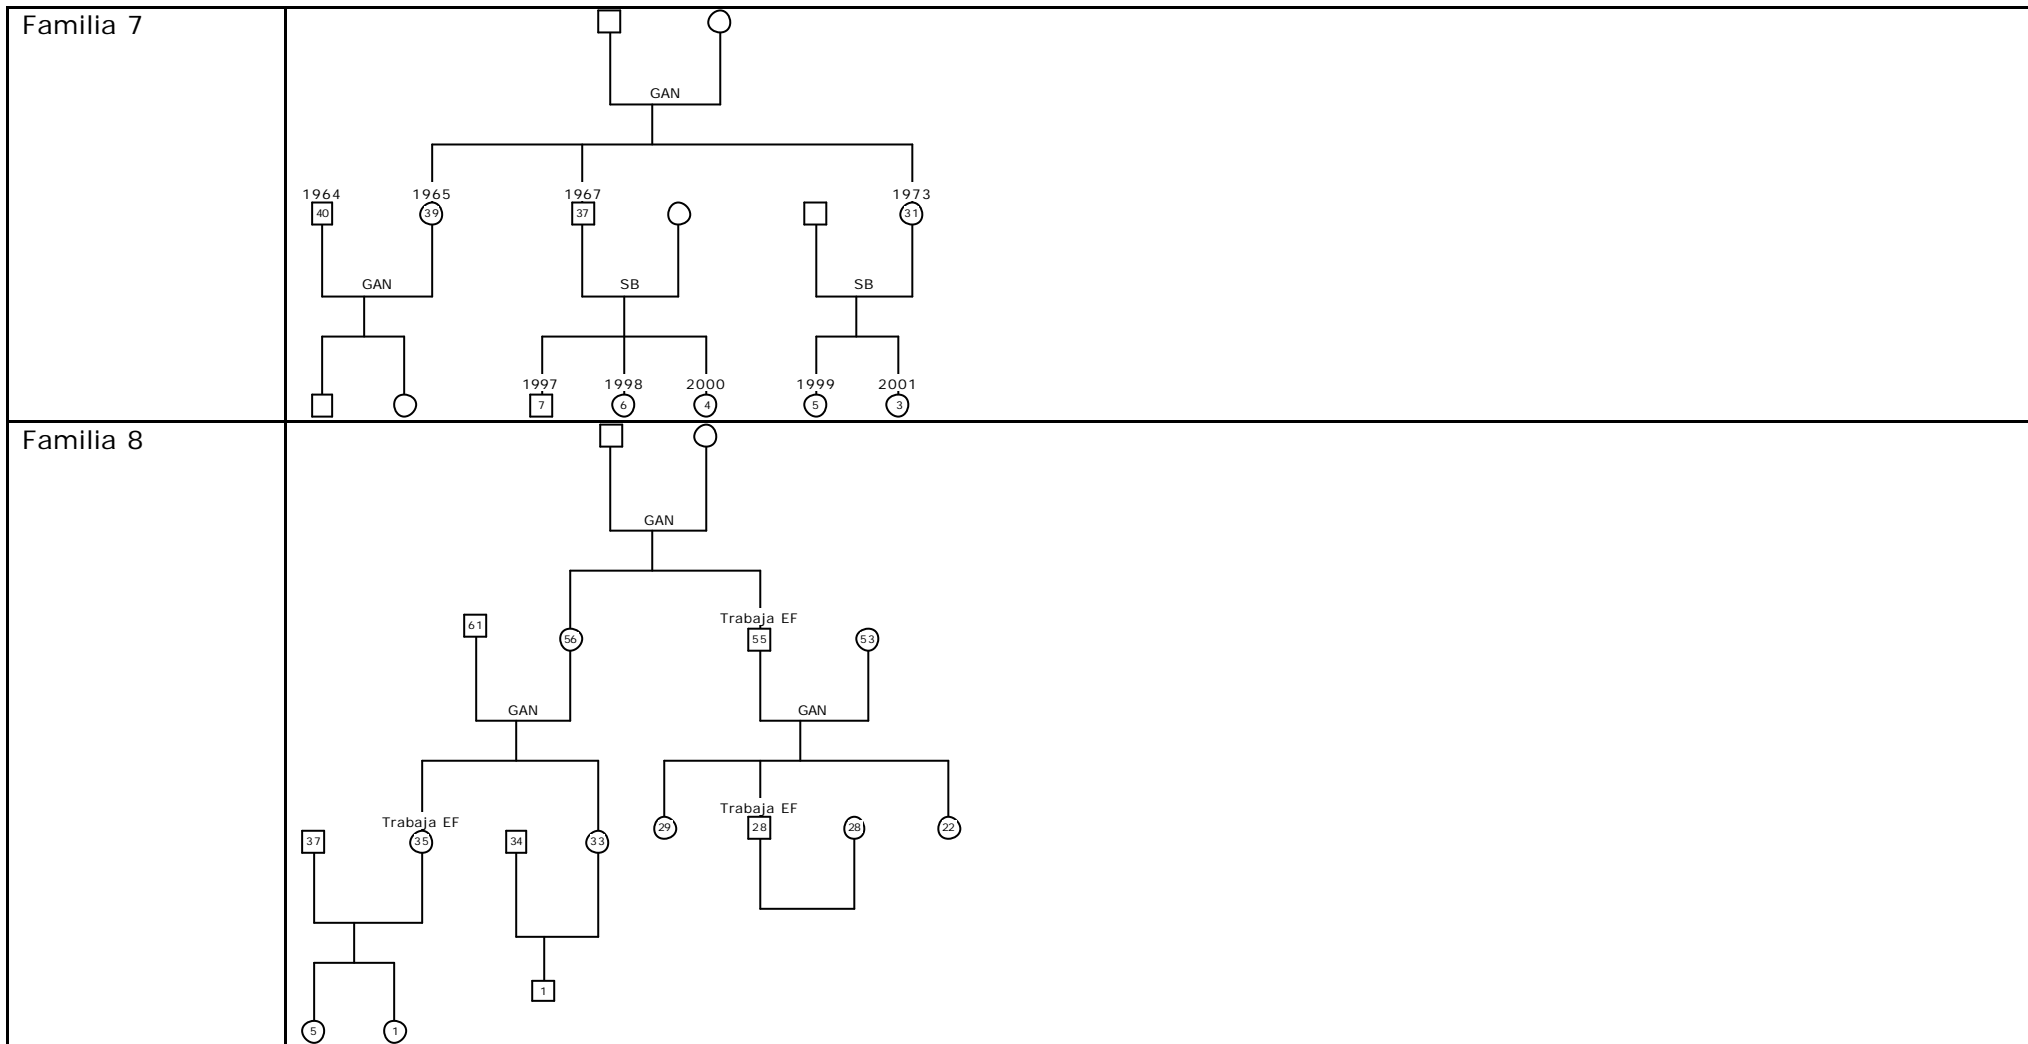 Familia 7
GAN
1964 1965 1967 1973
40 39 37 31
GAN SB SB
1997 1998 2000 1999 2001
7 6 4 5 3
Familia 8
GAN
Trabaja EF
61 56 55 53
GAN GAN
Trabaja EF Trabaja EF
37 35 34 33 29 28 28 22
1
5 1